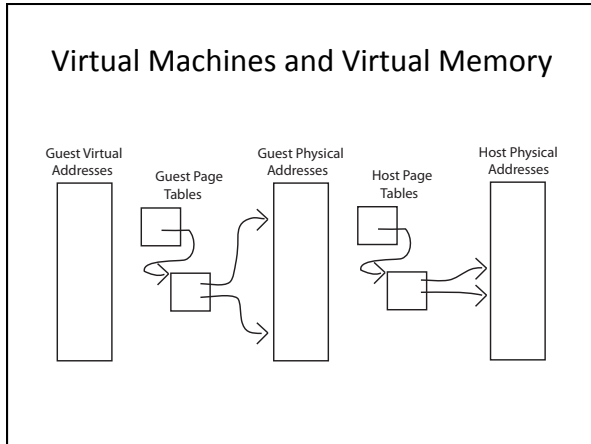 Virtual Machines and Virtual Memory
Guest Virtual
Addresses
Guest Page
Tables
Guest Physical
Addresses
Host Page
Tables
Host Physical
Addresses